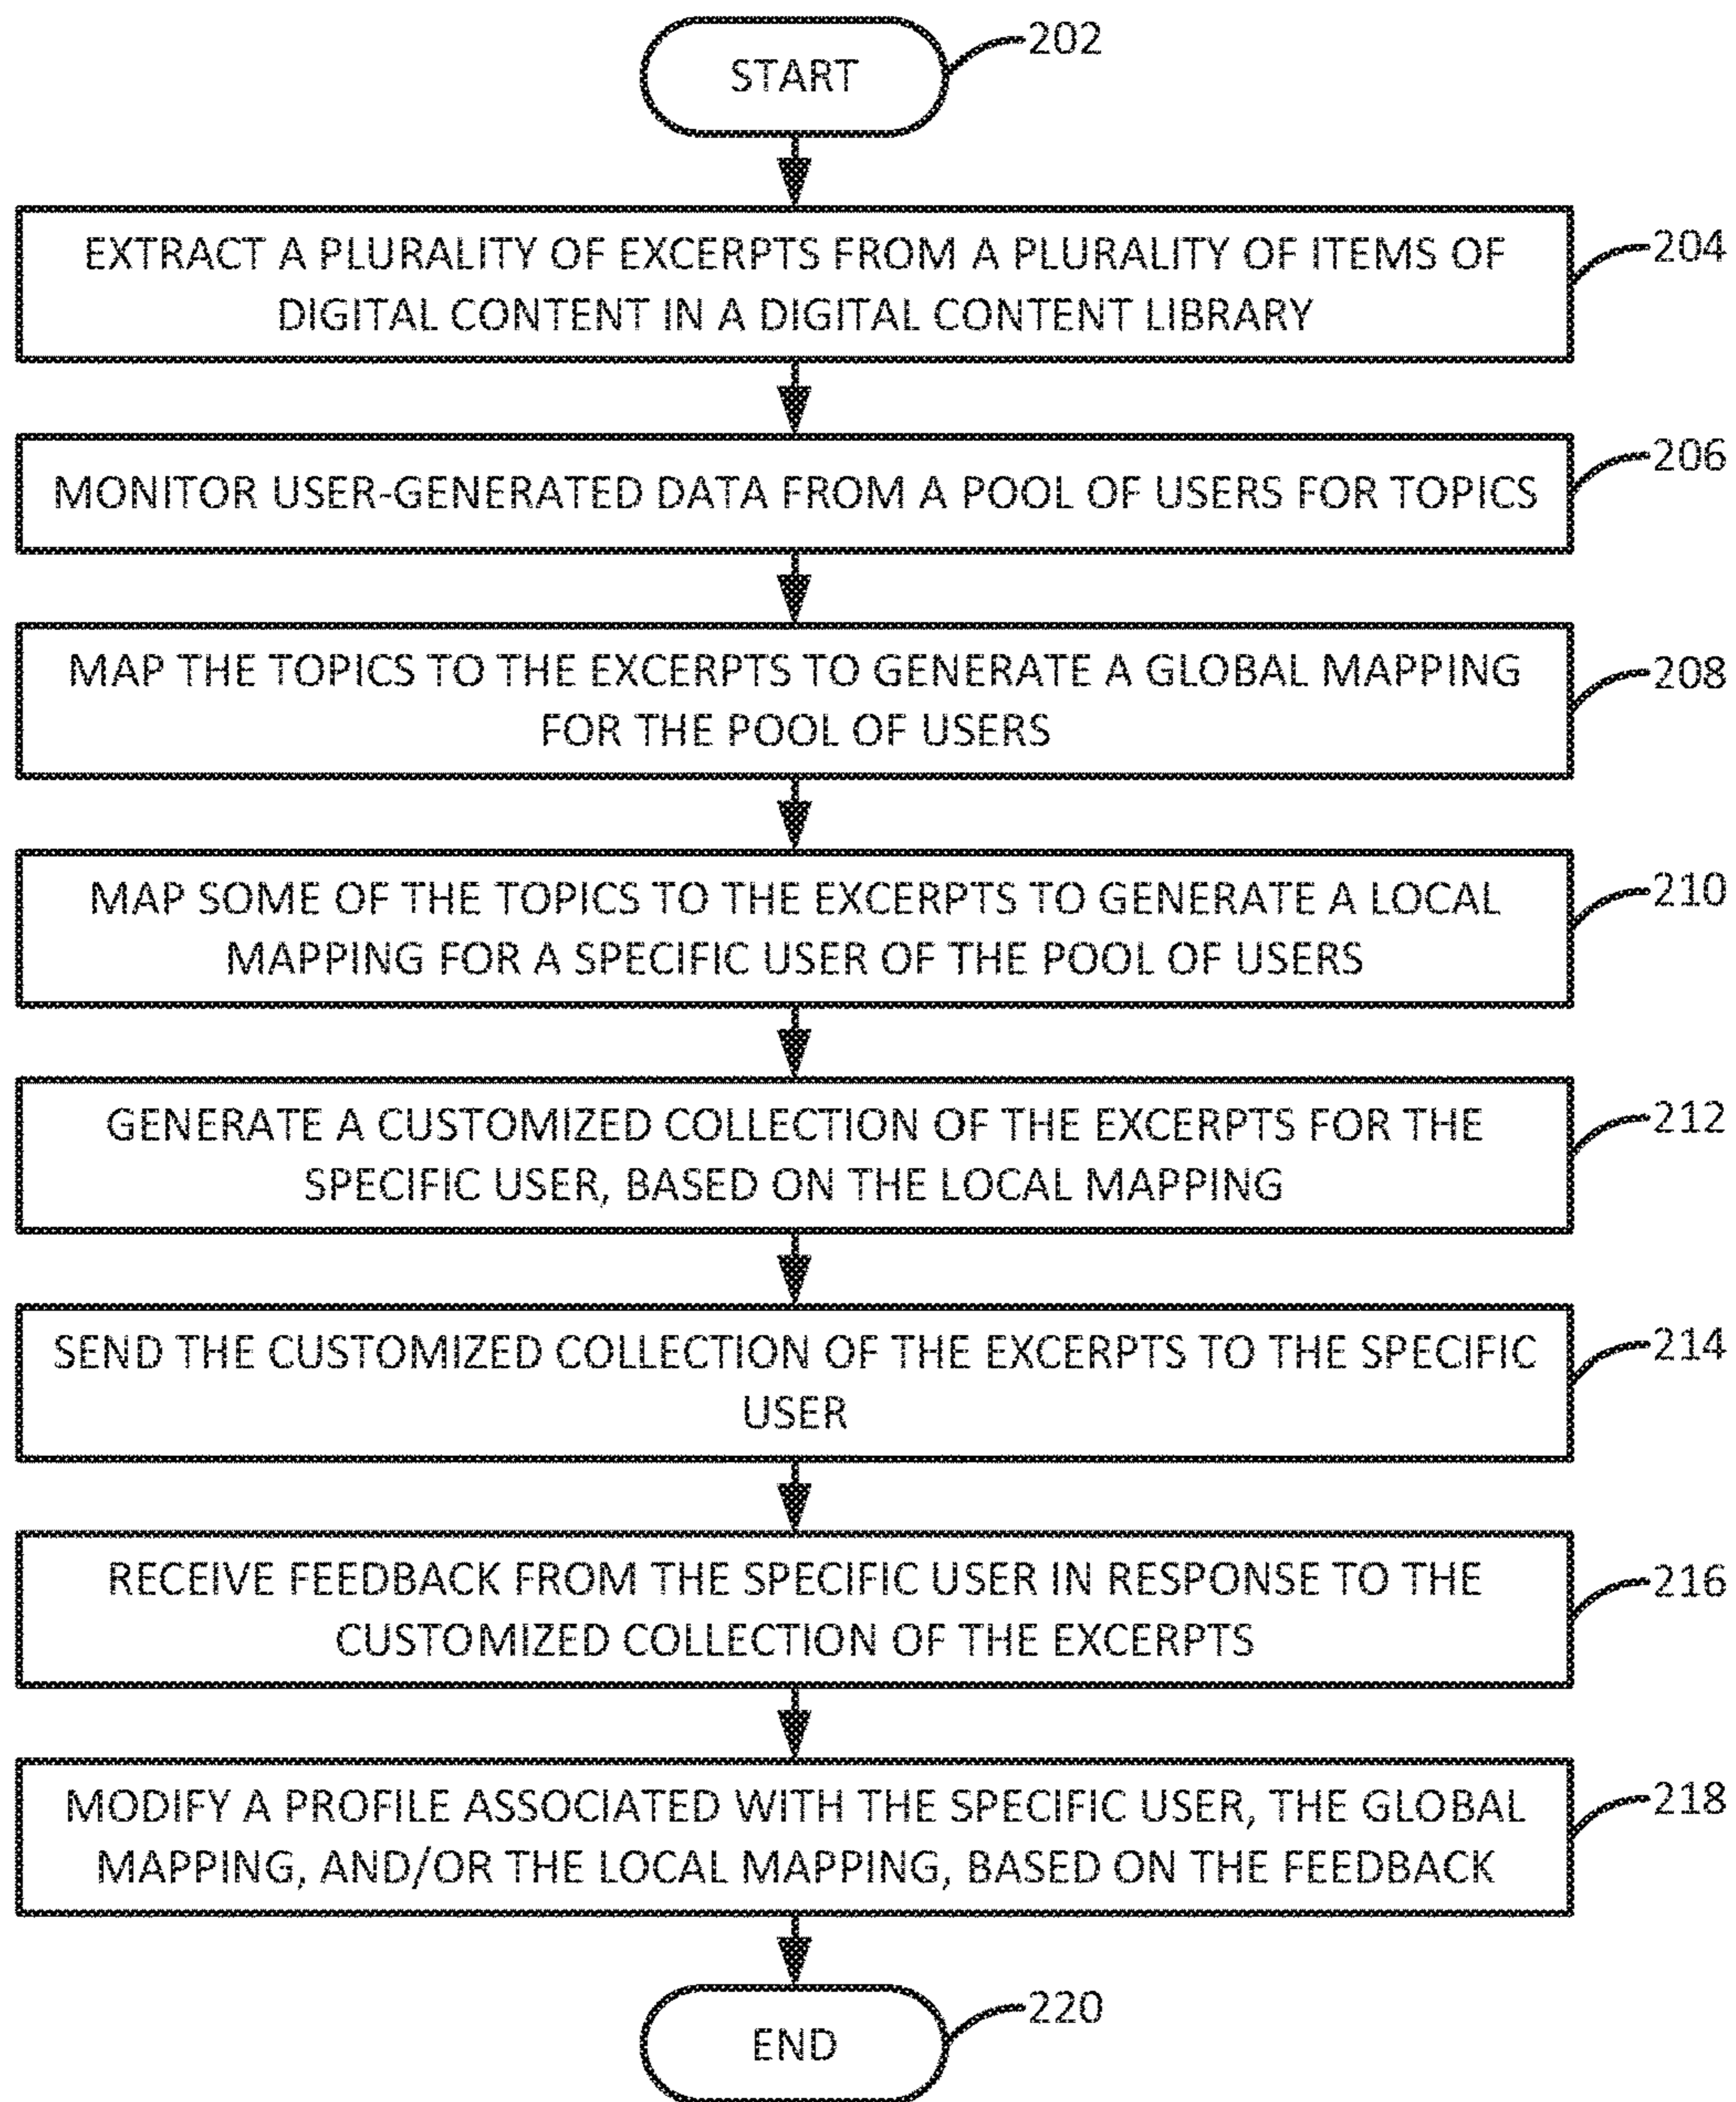 START
202
EXTRACT A PLURALITY OF EXCERPTS FROM A PLURALITY OF ITEMS OF
DIGITAL CONTENT IN A DIGITAL CONTENT LIBRARY
204
MONITOR USER-GENERATED DATA FROM A POOL OF USERS FOR TOPICS
206
MAP THE TOPICS TO THE EXCERPTS TO GENERATE A GLOBAL MAPPING
FOR THE POOL OF USERS
208
MAP SOME OF THE TOPICS TO THE EXCERPTS TO GENERATE A LOCAL
MAPPING FOR A SPECIFIC USER OF THE POOL OF USERS
210
GENERATE A CUSTOMIZED COLLECTION OF THE EXCERPTS FOR THE
SPECIFIC USER, BASED ON THE LOCAL MAPPING
212
SEND THE CUSTOMIZED COLLECTION OF THE EXCERPTS TO THE SPECIFIC
USER
214
RECEIVE FEEDBACK FROM THE SPECIFIC USER IN RESPONSE TO THE
CUSTOMIZED COLLECTION OF THE EXCERPTS
216
MODIFY A PROFILE ASSOCIATED WITH THE SPECIFIC USER, THE GLOBAL
MAPPING, AND/OR THE LOCAL MAPPING, BASED ON THE FEEDBACK
218
END
220